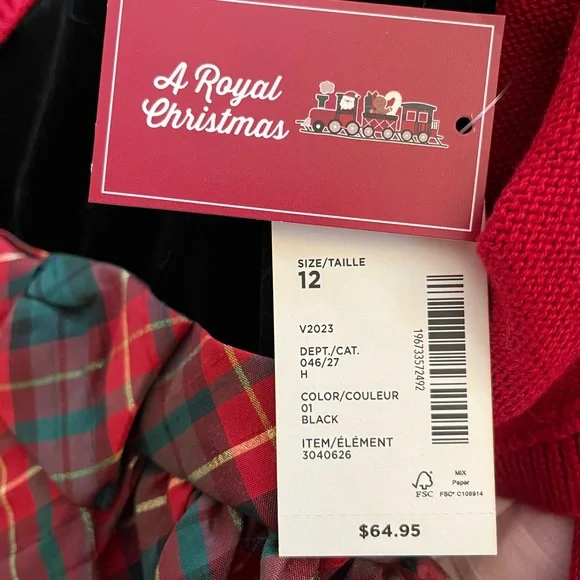 A Royal
Christmas
SIZE/TAILLE
12
V2023
DEPT./CAT.
046/27
H
COLOR/COULEUR
01
BLACK
ITEM/ÉLÉMENT
3040626
196733572492
FSC
MIX
Paper
FSC® C108914
$64.95